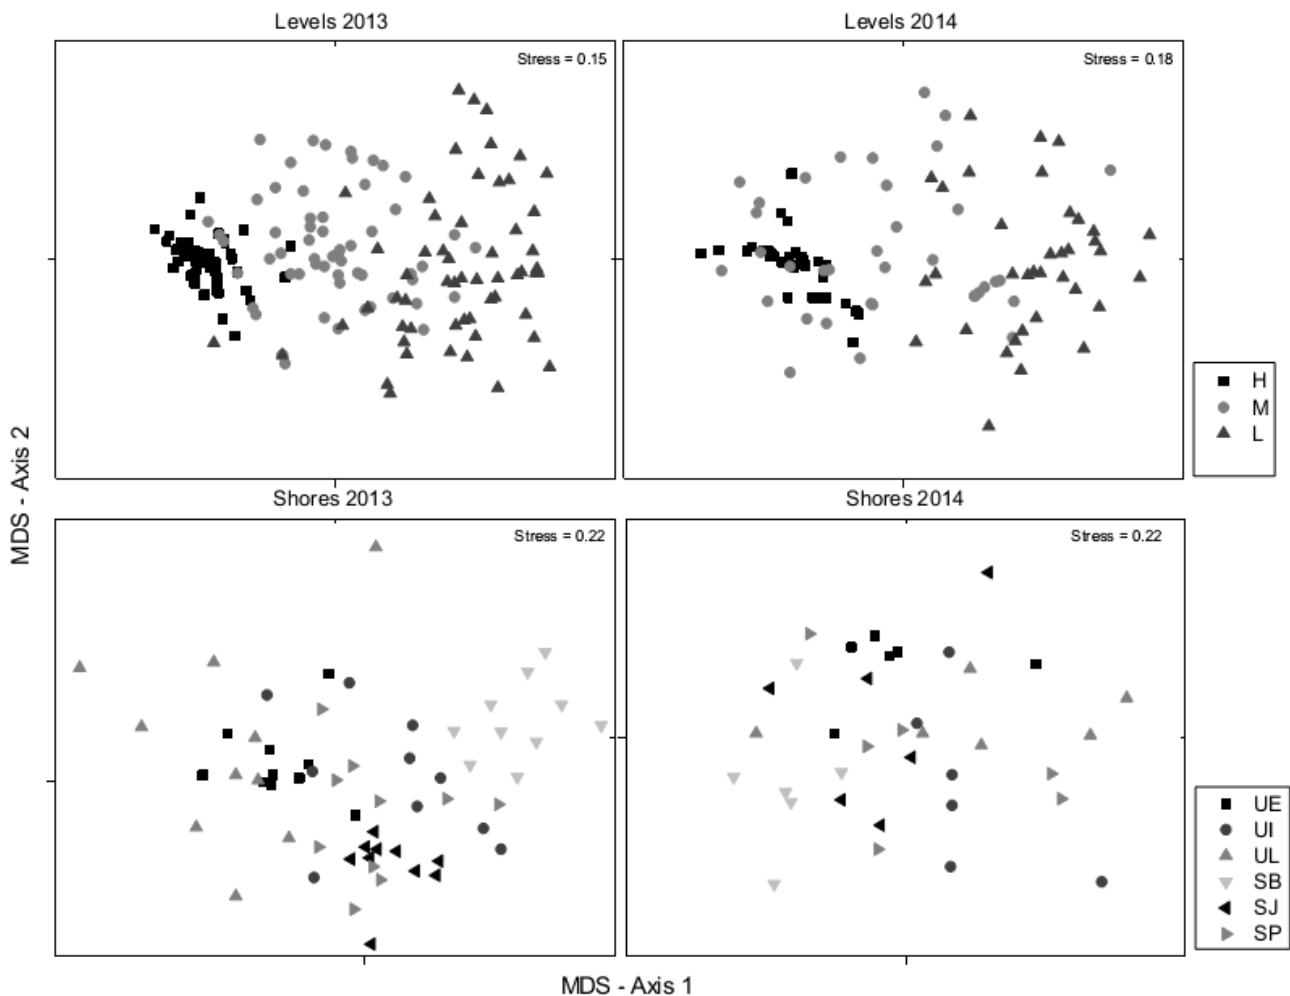 Levels 2013
Levels 2014
Stress = 0.15
Stress = 0.18
H
M
L
MDS - Axis 2
Shores 2013
Shores 2014
Stress = 0.22
Stress = 0.22
UE
UI
UL
SB
SJ
SP
MDS - Axis 1